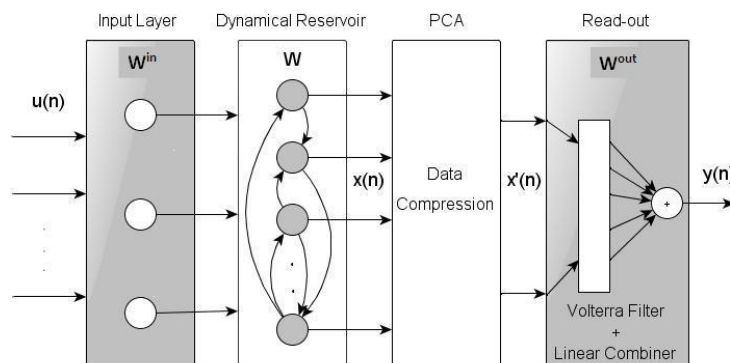 Input Layer
Dynamical Reservoir
PCA
Read-out
W^in
W
W^out
u(n)
x(n)
Data
Compression
x'(n)
y(n)
+
Volterra Filter
+
Linear Combiner